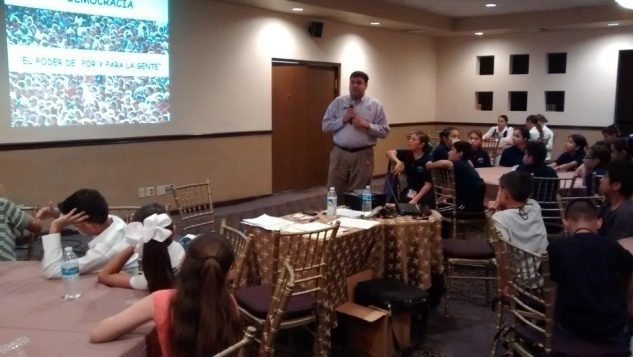 DEMOCRACIA
"EL PODER DE POR Y PARA LA GENTE"